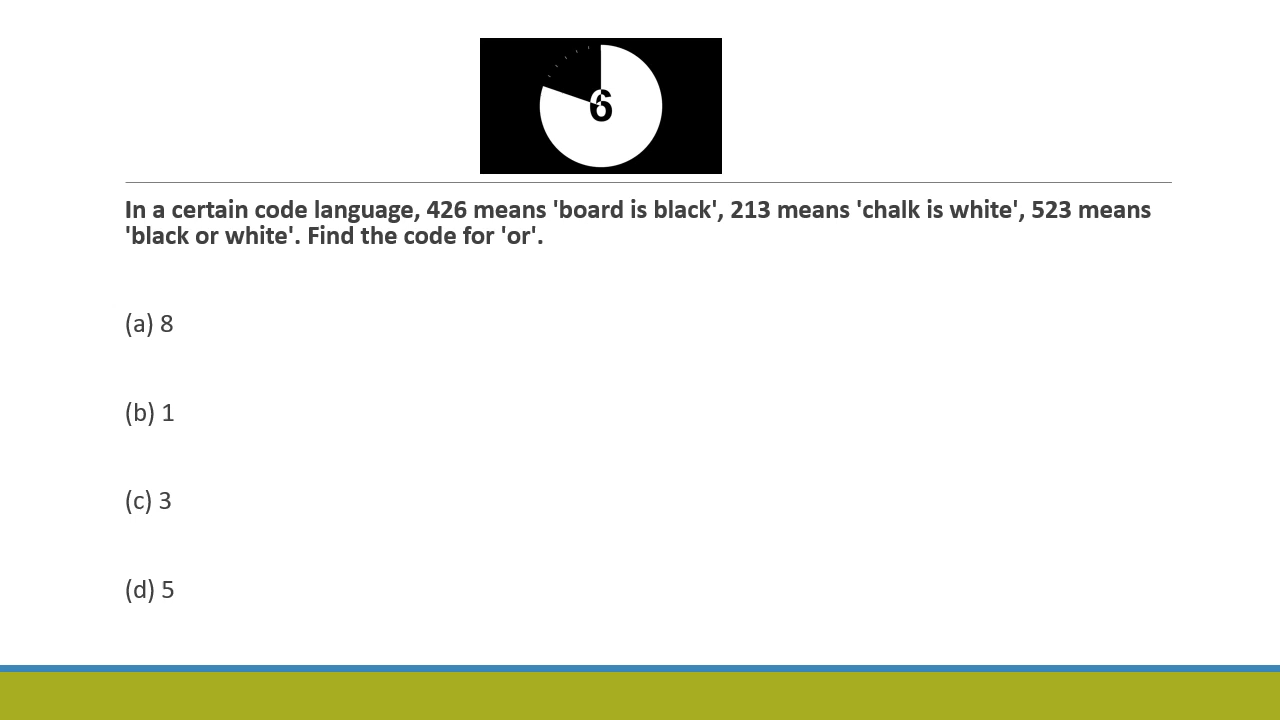 6
In a certain code language, 426 means 'board is black', 213 means 'chalk is white', 523 means
'black or white'. Find the code for 'or'.
(a) 8
(b) 1
(c) 3
(d) 5